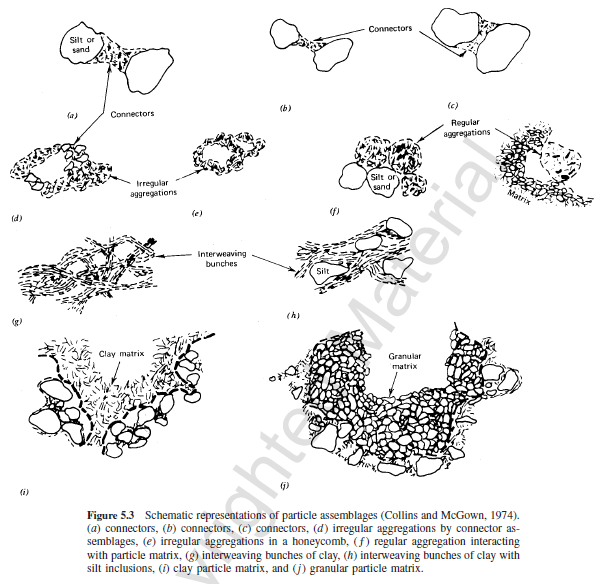 Silt or
sand
Connectors
(a)
Connectors
(b)
(c)
Irregular
aggregations
(d)
(e)
Regular
aggregations
Silt or
sand
Matrix
(f)
Interweaving
bunches
Silt
(g)
(h)
Clay matrix
Granular
matrix
(i)
(j)
Figure 5.3 Schematic representations of particle assemblages (Collins and McGown, 1974).
(a) connectors, (b) connectors, (c) connectors, (d) irregular aggregations by connector as-
semblages, (e) irregular aggregations in a honeycomb, (f) regular aggregation interacting
with particle matrix, (g) interweaving bunches of clay, (h) interweaving bunches of clay with
silt inclusions, (i) clay particle matrix, and (j) granular particle matrix.
Material